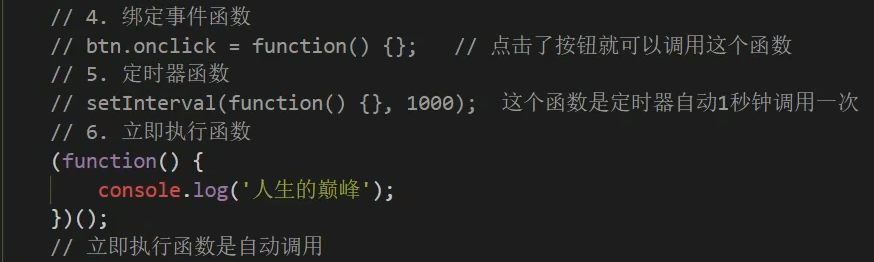 // 4. 绑定事件函数
// btn.onclick = function() {};   // 点击了按钮就可以调用这个函数
// 5. 定时器函数
// setInterval(function() {}, 1000);  这个函数是定时器自动1秒钟调用一次
// 6. 立即执行函数
(function() {
    console.log('人生的巅峰');
})();
// 立即执行函数是自动调用